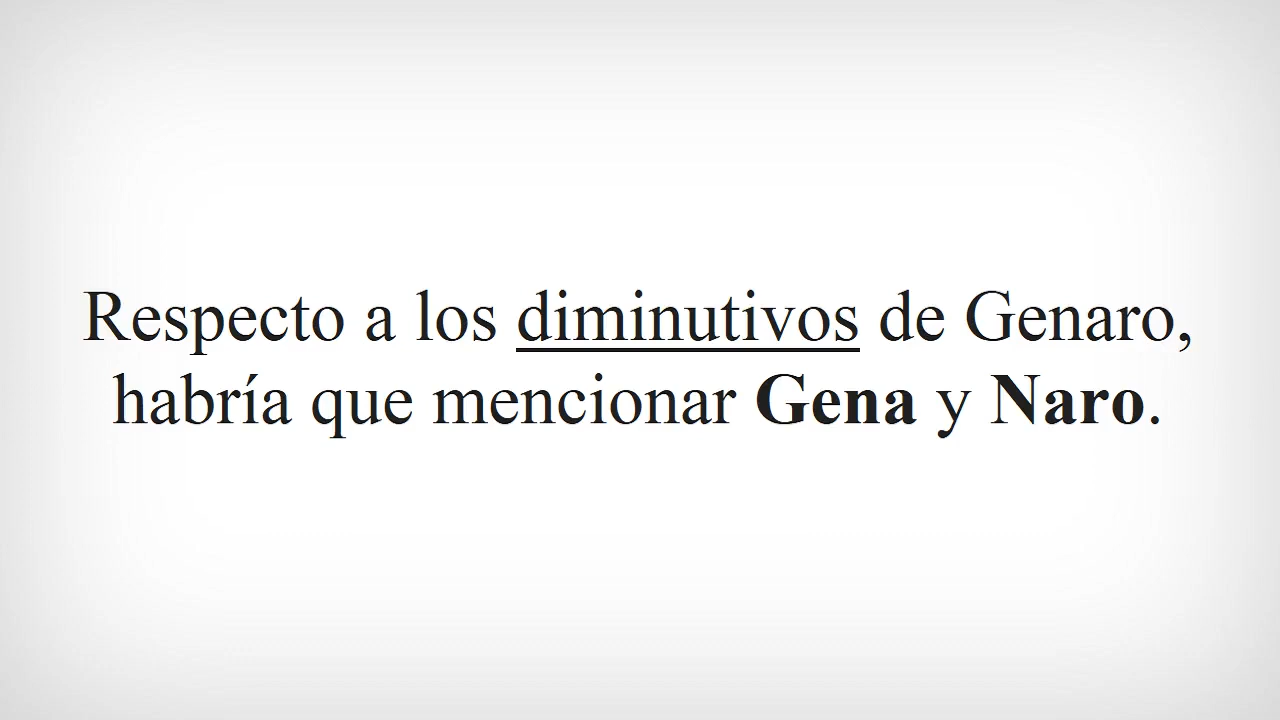 Respecto a los diminutivos de Genaro,
habría que mencionar Gena y Naro.